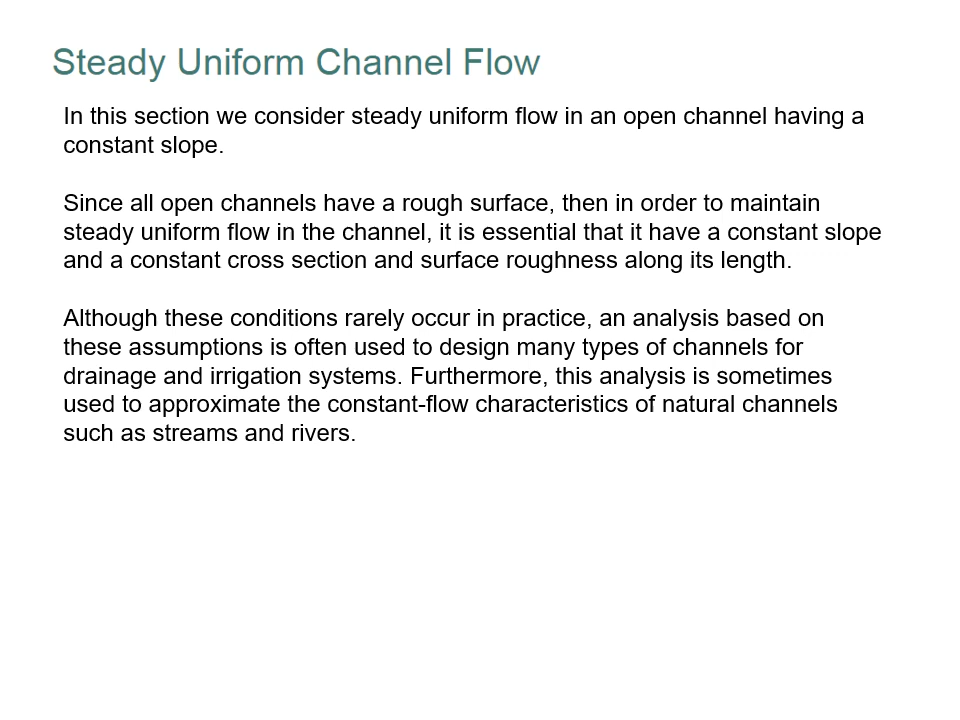 Steady Uniform Channel Flow
In this section we consider steady uniform flow in an open channel having a
constant slope.
Since all open channels have a rough surface, then in order to maintain
steady uniform flow in the channel, it is essential that it have a constant slope
and a constant cross section and surface roughness along its length.
Although these conditions rarely occur in practice, an analysis based on
these assumptions is often used to design many types of channels for
drainage and irrigation systems. Furthermore, this analysis is sometimes
used to approximate the constant-flow characteristics of natural channels
such as streams and rivers.